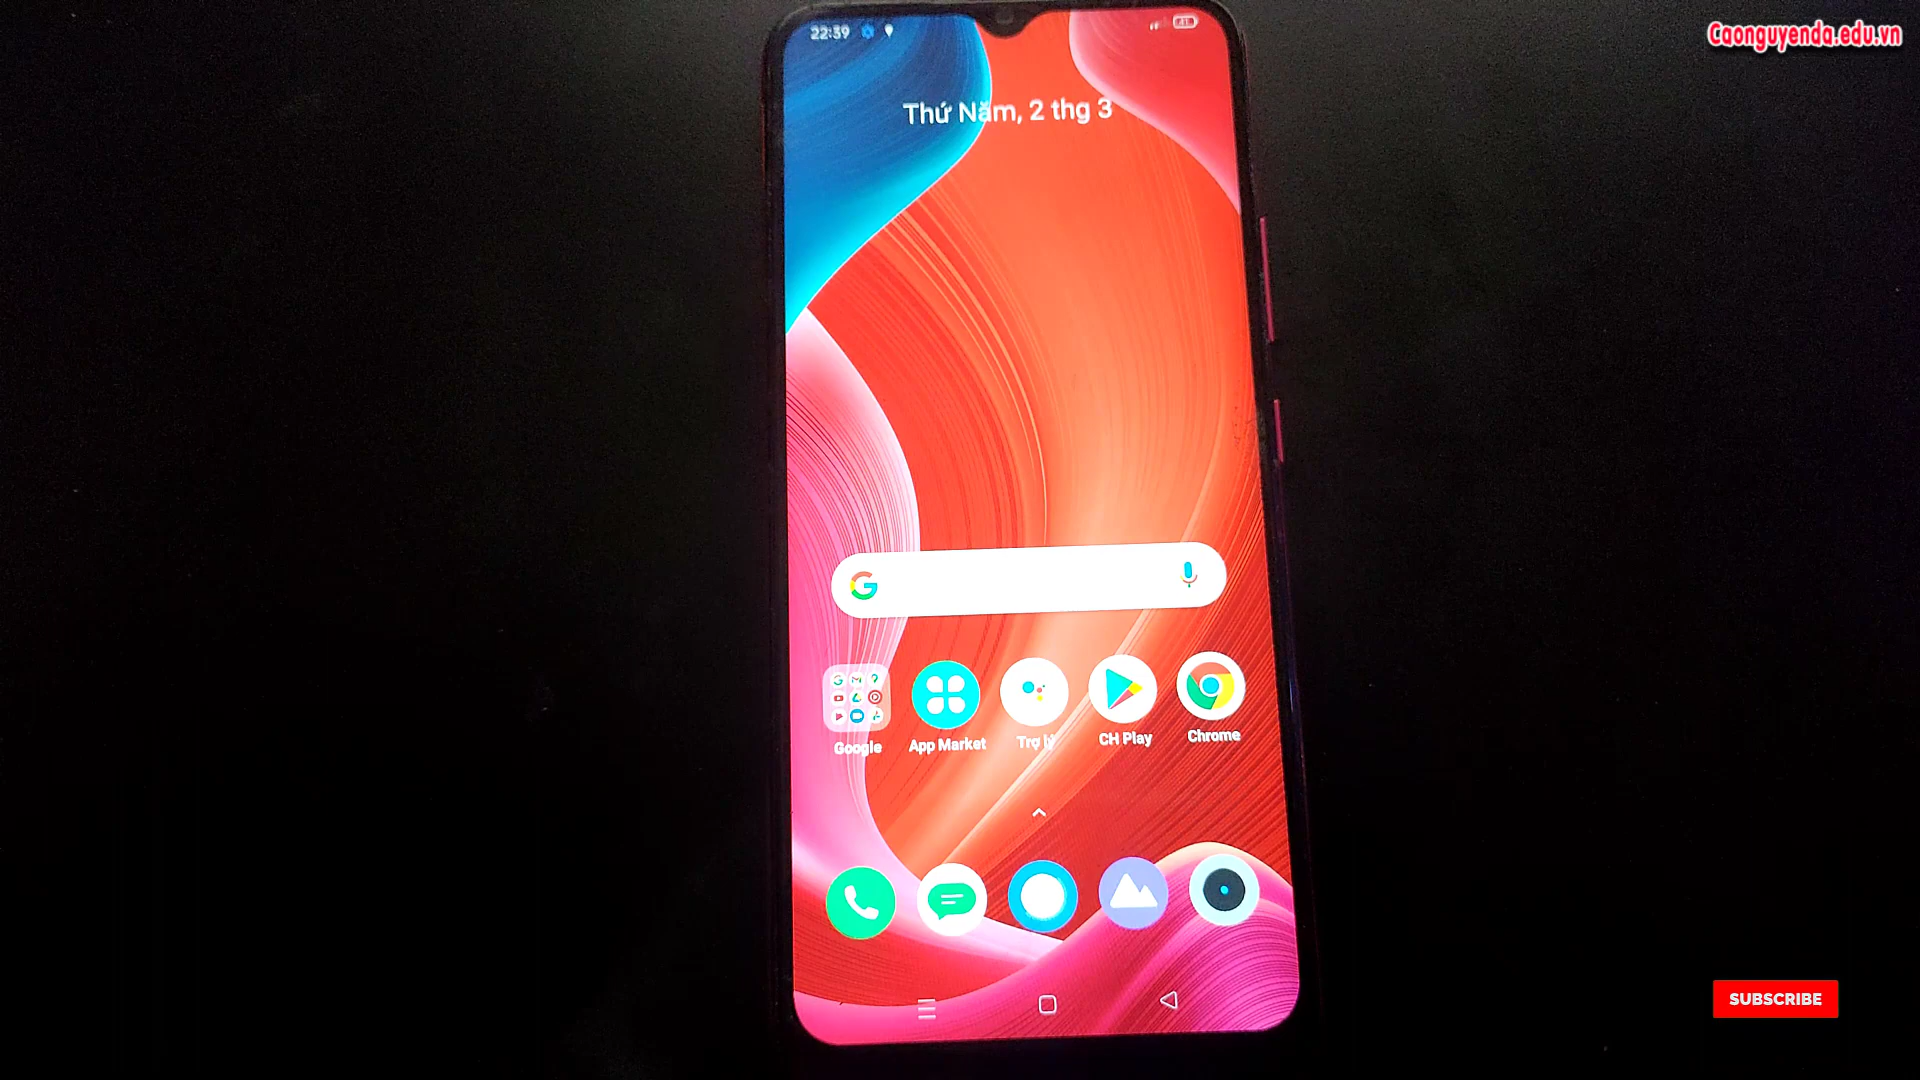 Caonguyenda.edu.vn
22:39
41
Thứ Năm, 2 thg 3
Google
App Market
Trợ lý
CH Play
Chrome
SUBSCRIBE